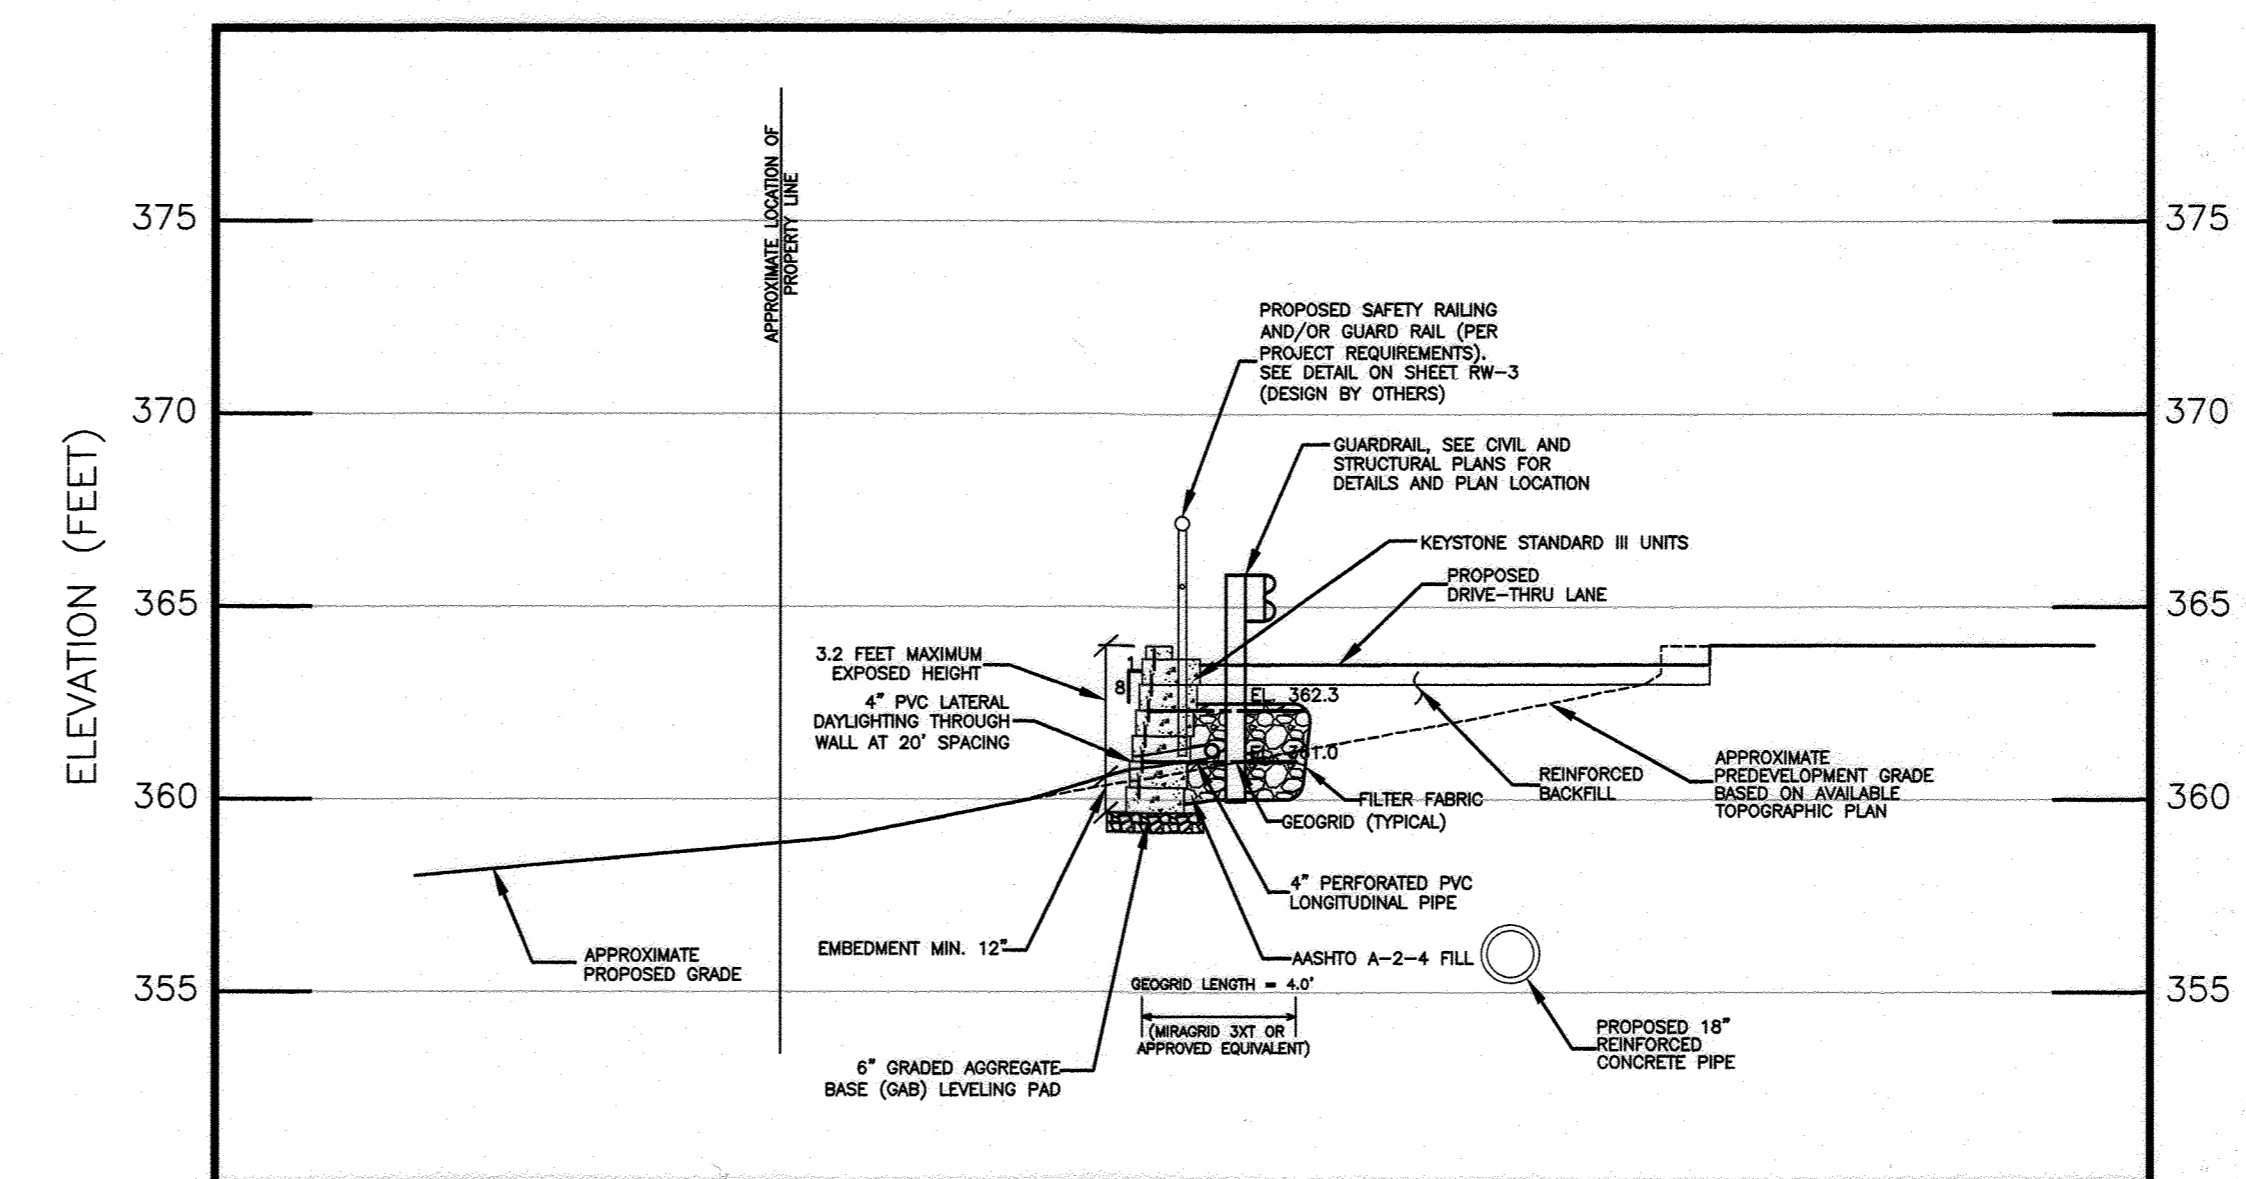 APPROXIMATE LOCATION OF
PROPERTY LINE
375
375
PROPOSED SAFETY RAILING
AND/OR GUARD RAIL (PER
PROJECT REQUIREMENTS).
SEE DETAIL ON SHEET RW-3
(DESIGN BY OTHERS)
370
370
GUARDRAIL, SEE CIVIL AND
STRUCTURAL PLANS FOR
DETAILS AND PLAN LOCATION
ELEVATION (FEET)
KEYSTONE STANDARD III UNITS
PROPOSED
DRIVE-THRU LANE
365
365
3.2 FEET MAXIMUM
EXPOSED HEIGHT
1
8
4" PVC LATERAL
DAYLIGHTING THROUGH
WALL AT 20' SPACING
EL. 362.3
EL. 361.0
REINFORCED
BACKFILL
APPROXIMATE
PREDEVELOPMENT GRADE
BASED ON AVAILABLE
TOPOGRAPHIC PLAN
360
360
FILTER FABRIC
GEOGRID (TYPICAL)
4" PERFORATED PVC
LONGITUDINAL PIPE
EMBEDMENT MIN. 12"
APPROXIMATE
PROPOSED GRADE
AASHTO A-2-4 FILL
355
355
GEOGRID LENGTH = 4.0'
(MIRAGRID 3XT OR
APPROVED EQUIVALENT)
PROPOSED 18"
REINFORCED
CONCRETE PIPE
6" GRADED AGGREGATE
BASE (GAB) LEVELING PAD